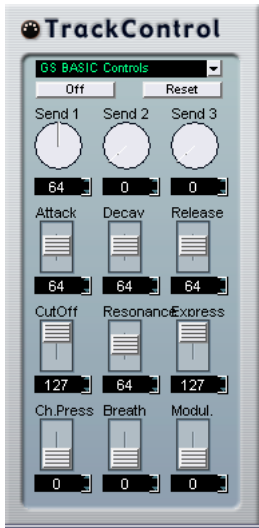 TrackControl
GS BASIC Controls
Off Reset
Send 1 Send 2 Send 3
64 0 0
Attack Decay Release
64 64 64
CutOff Resonance Express
127 64 127
Ch.Press Breath Modul.
0 0 0